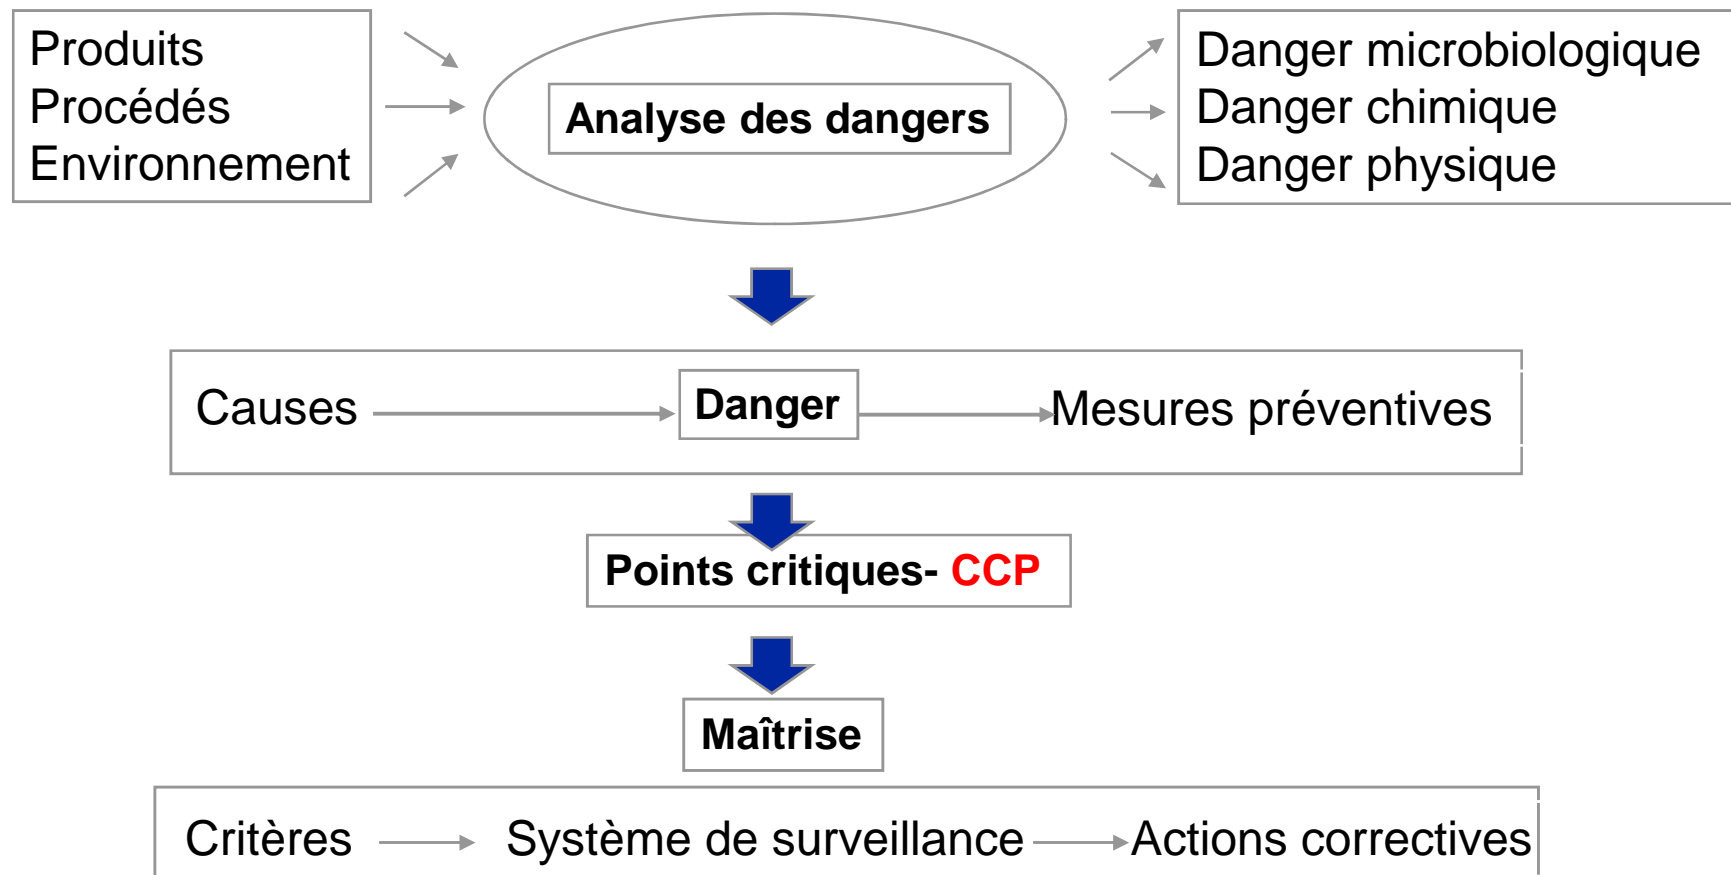 Produits
Procédés
Environnement
Analyse des dangers
Danger microbiologique
Danger chimique
Danger physique
Causes
Danger
Mesures préventives
Points critiques- CCP
Maîtrise
Critères
Système de surveillance
Actions correctives